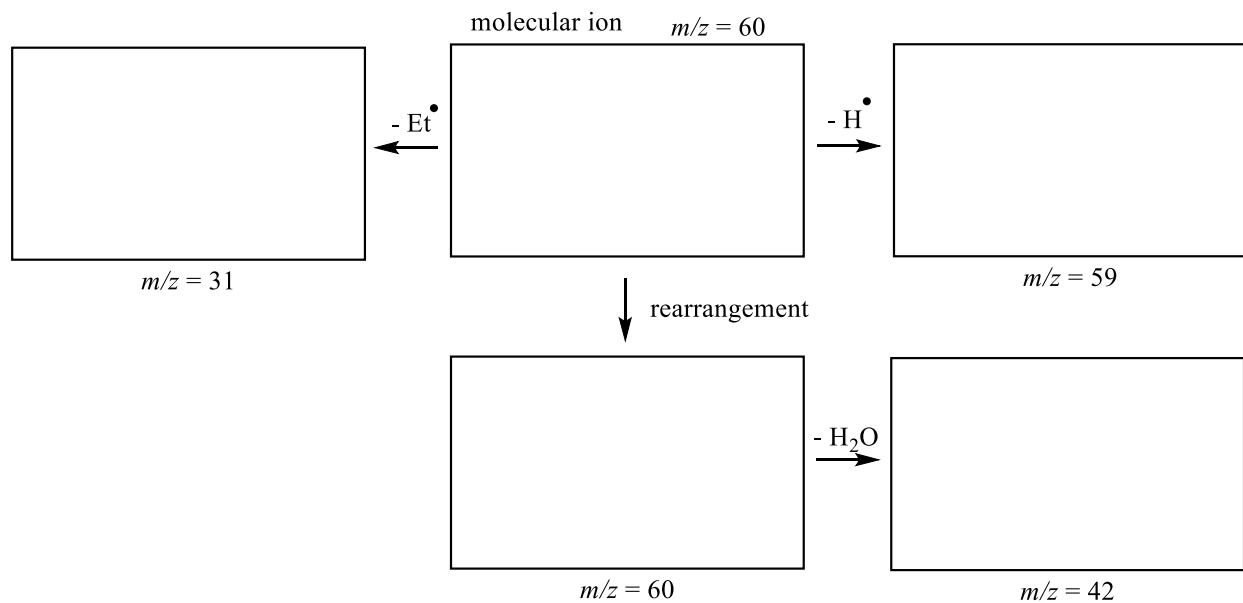 molecular ion
m/z = 60
- Et•
- H•
m/z = 31
m/z = 59
rearrangement
- H₂O
m/z = 60
m/z = 42